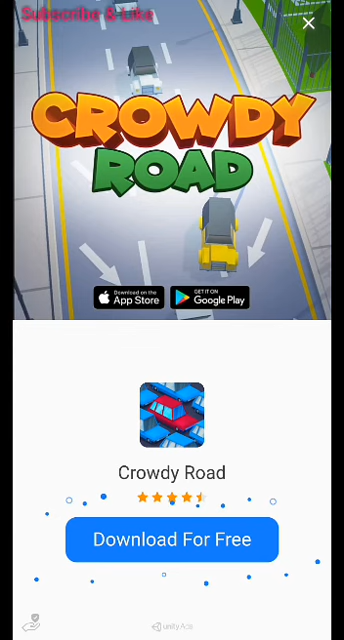 Subscribe & Like
CROWDY
ROAD
Download on the
App Store
GET IT ON
Google Play
Crowdy Road
Download For Free
unity Ads